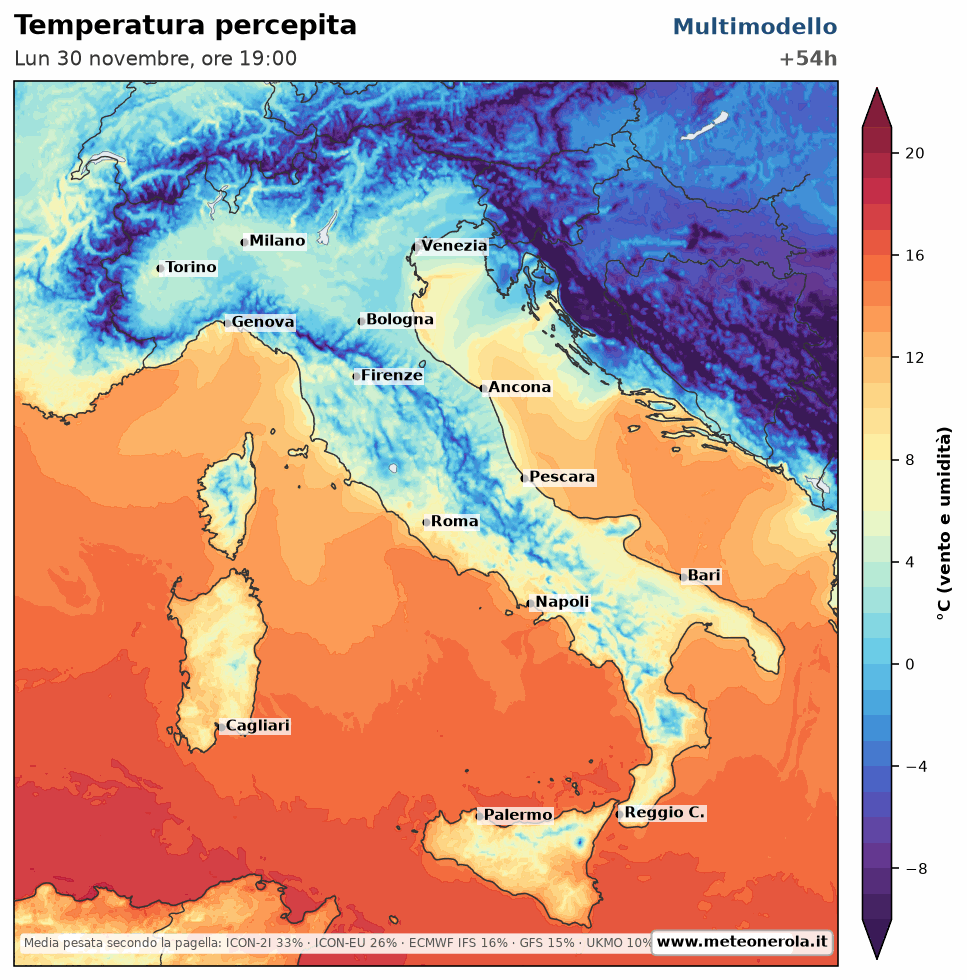 Temperatura percepita
Multimodello
Lun 30 novembre, ore 19:00
+54h
Milano
Venezia
Torino
Genova
Bologna
Firenze
Ancona
Pescara
Roma
Bari
Napoli
Cagliari
Palermo
Reggio C.
20
16
12
8
4
0
−4
−8
°C (vento e umidità)
Media pesata secondo la pagella: ICON-2I 33% · ICON-EU 26% · ECMWF IFS 16% · GFS 15% · UKMO 10%
www.meteonerola.it